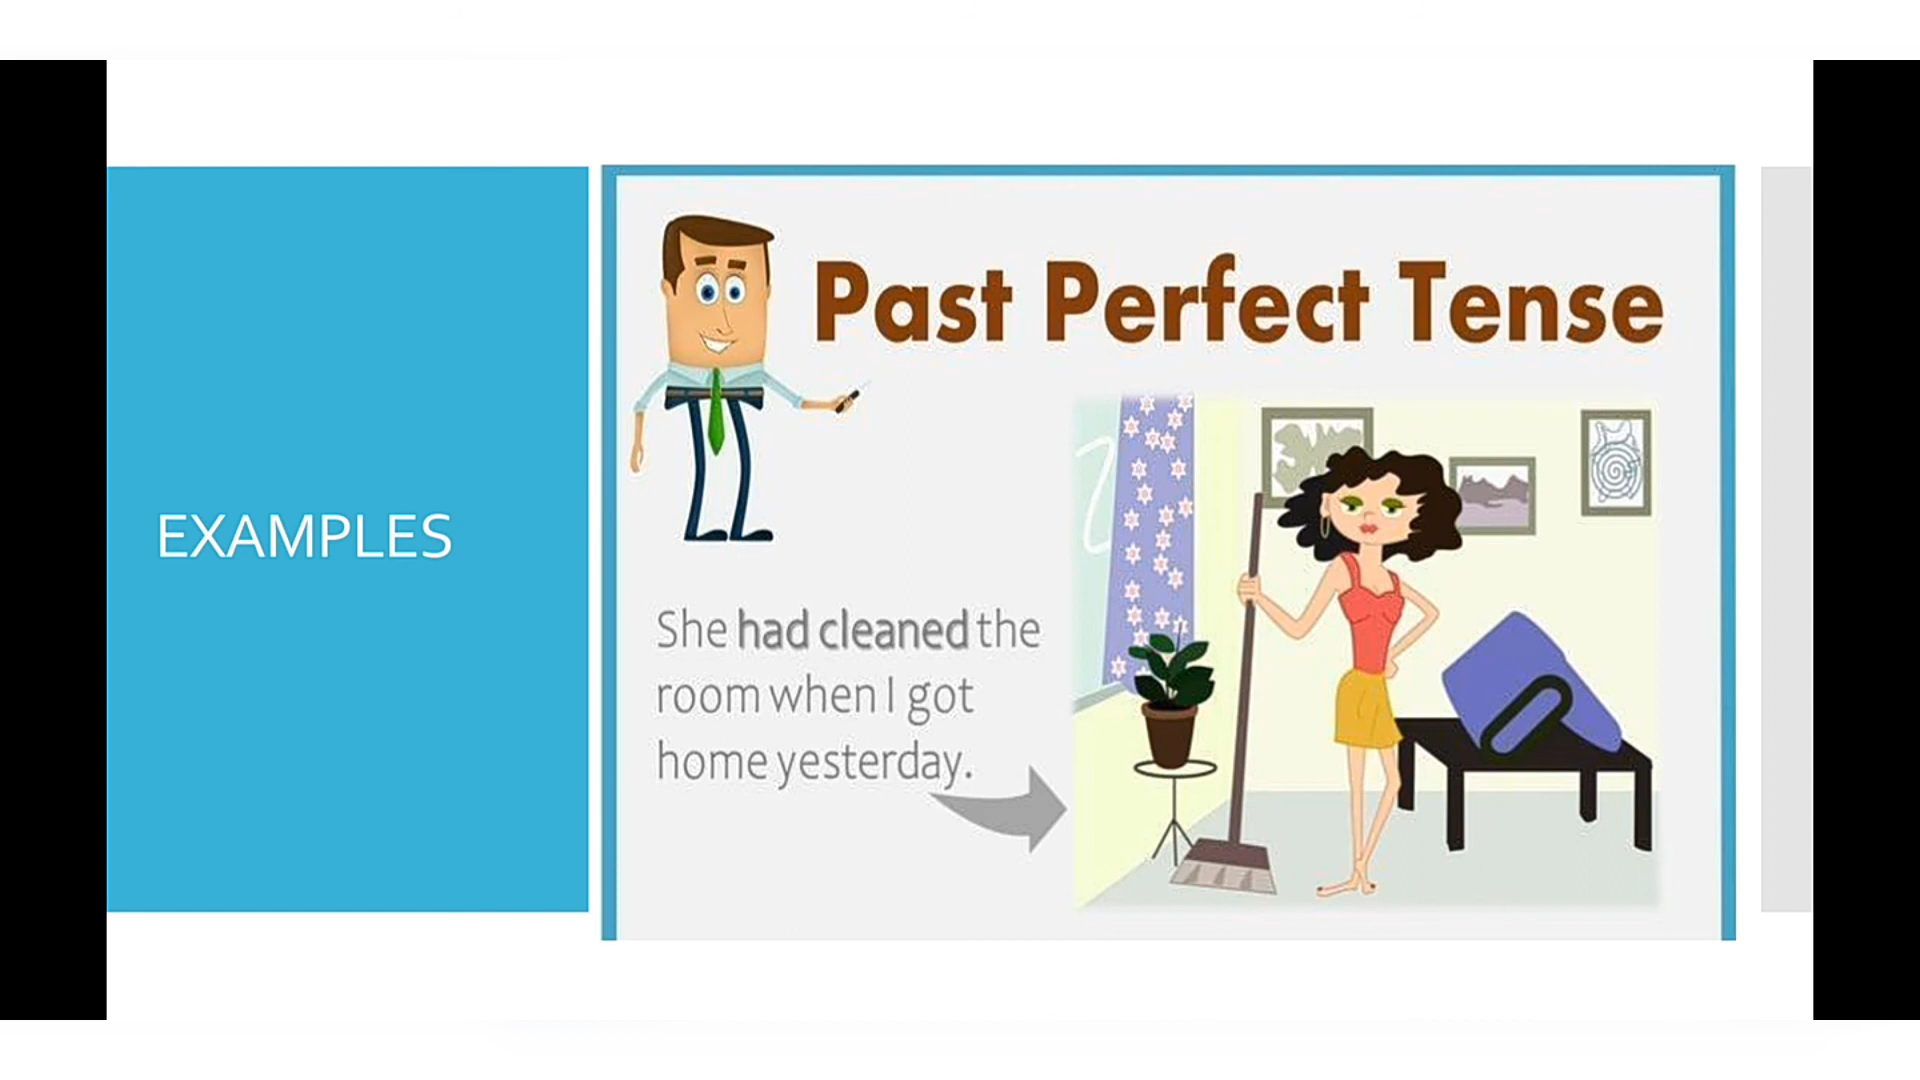 EXAMPLES
Past Perfect Tense
She had cleaned the
room when I got
home yesterday.